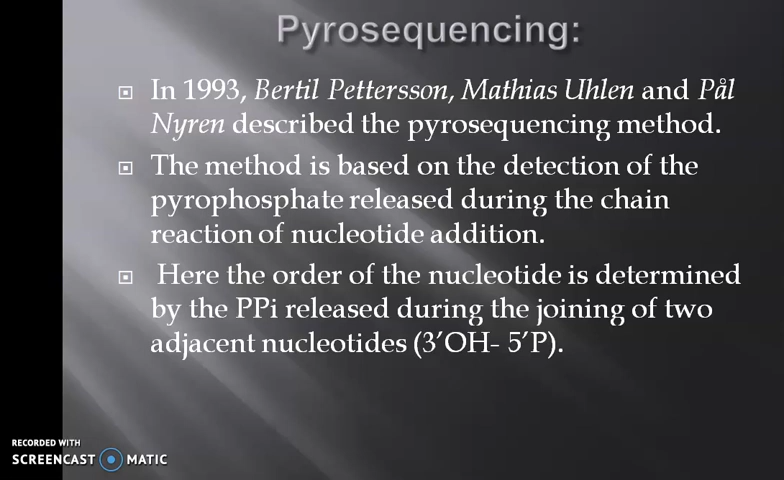 Pyrosequencing:
In 1993, Bertil Pettersson, Mathias Uhlen and Pål
Nyren described the pyrosequencing method.
The method is based on the detection of the
pyrophosphate released during the chain
reaction of nucleotide addition.
Here the order of the nucleotide is determined
by the PPi released during the joining of two
adjacent nucleotides (3’OH- 5’P).
RECORDED WITH
SCREENCAST MATIC